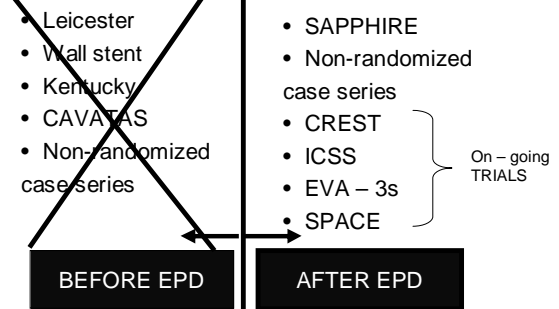 • Leicester
• Wall stent
• Kentucky
• CAVATAS
• Non-randomized
case series
BEFORE EPD
• SAPPHIRE
• Non-randomized
case series
• CREST
• ICSS
• EVA – 3s
• SPACE
On – going
TRIALS
AFTER EPD